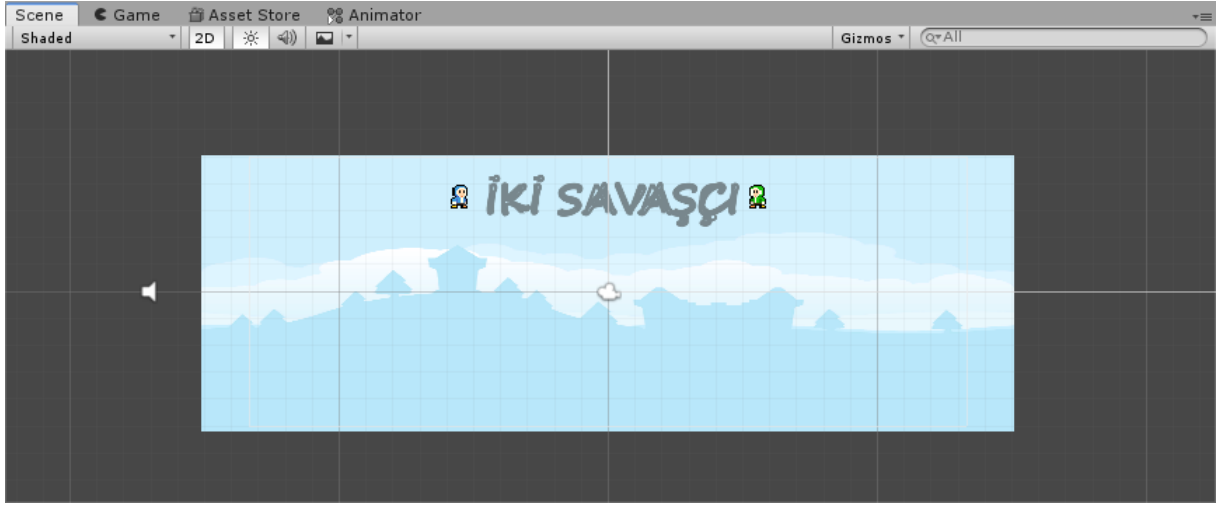 Scene Game Asset Store Animator
Shaded 2D Gizmos All
İKİ SAVAŞÇI